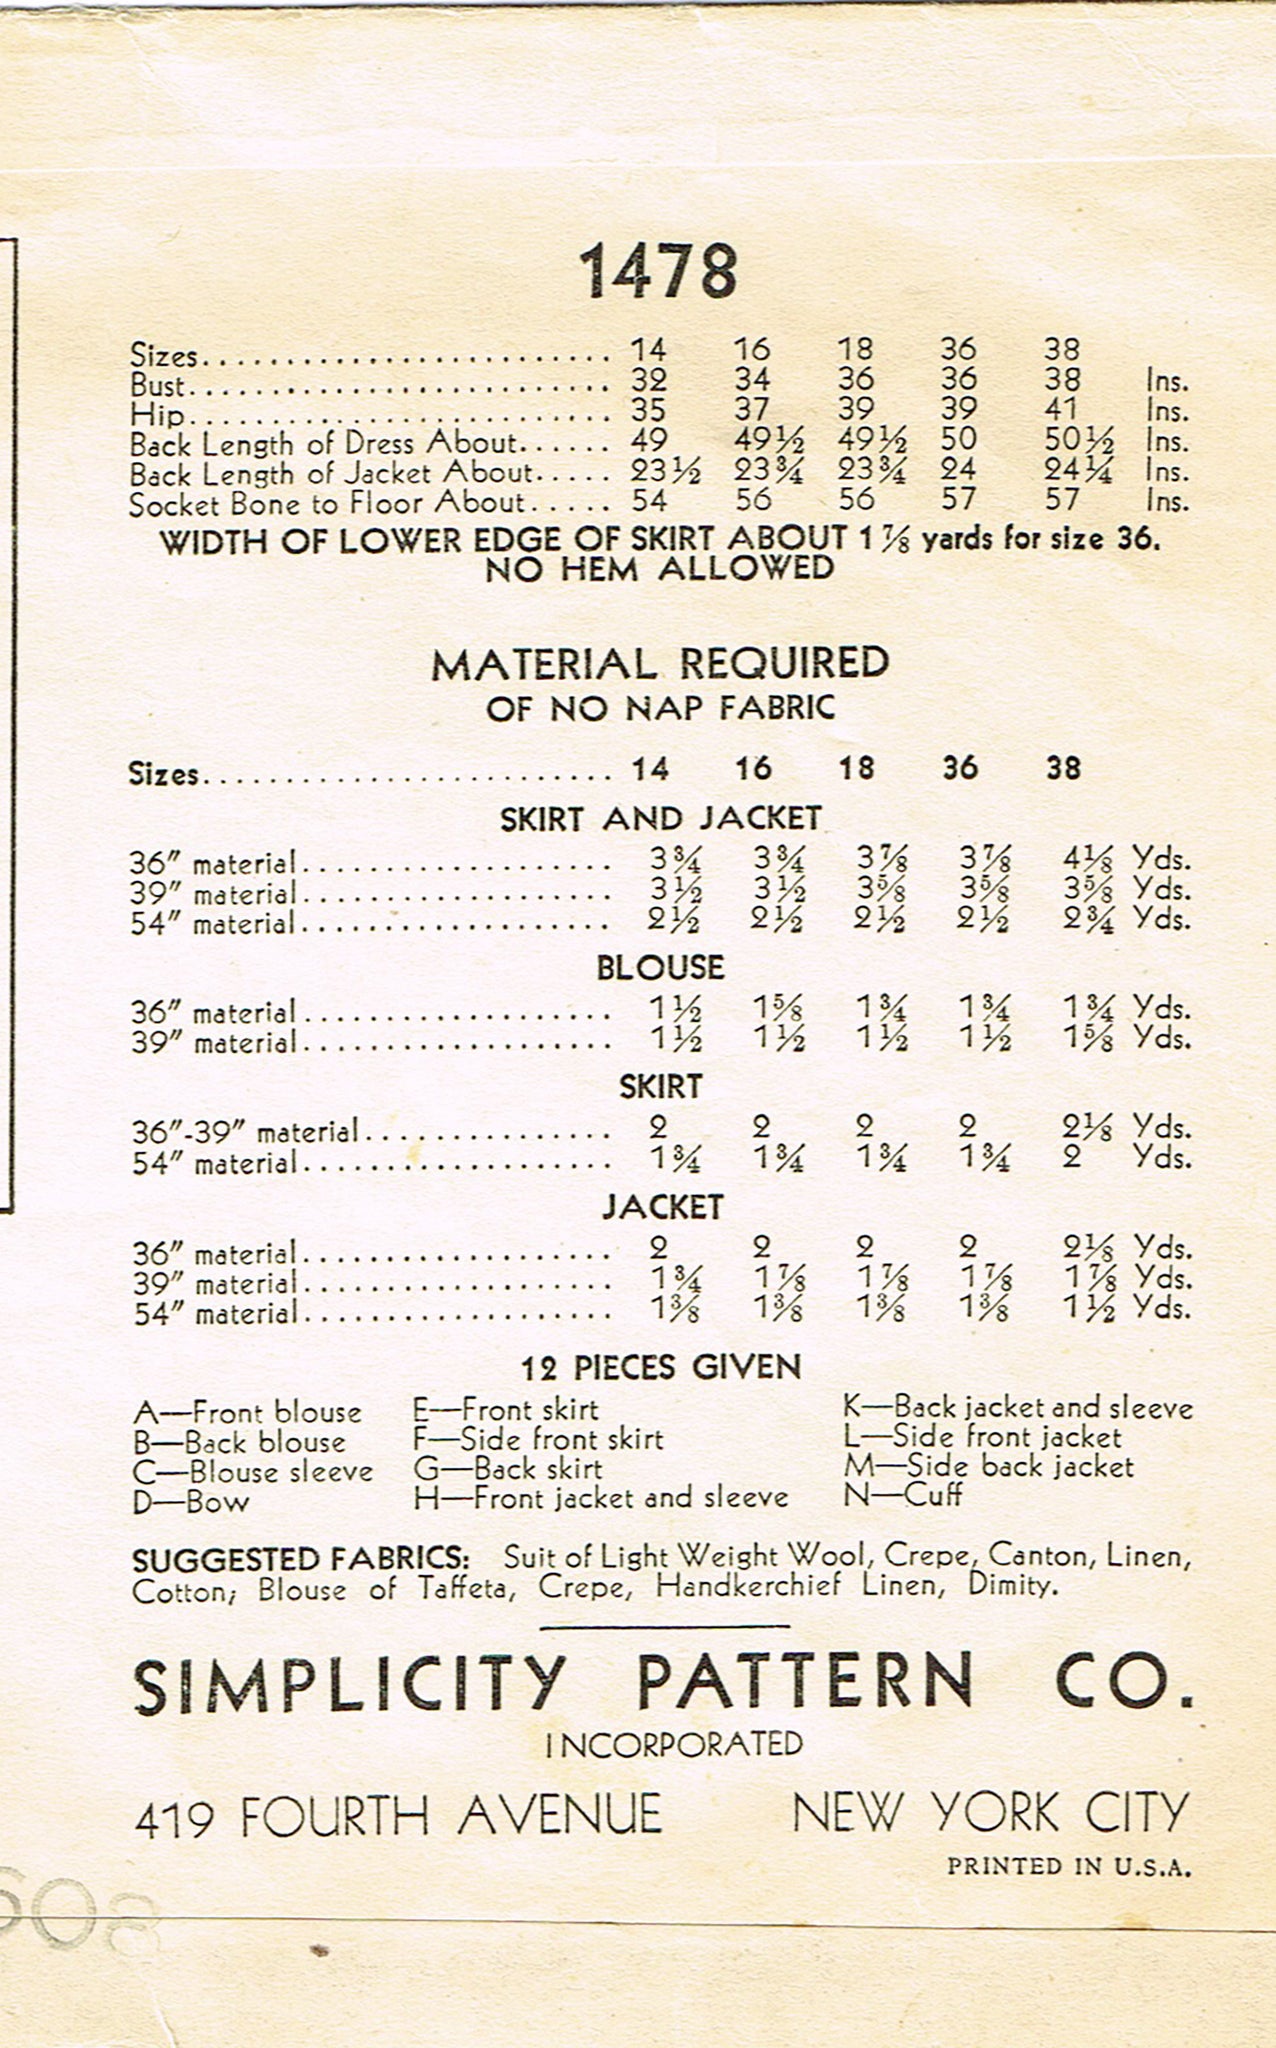 1478
Sizes......................... 14 16 18 36 38
Bust.......................... 32 34 36 36 38 Ins.
Hip........................... 35 37 39 39 41 Ins.
Back Length of Dress About...... 49 49½ 49½ 50 50½ Ins.
Back Length of Jacket About..... 23½ 23¾ 23¾ 24 24¼ Ins.
Socket Bone to Floor About..... 54 56 56 57 57 Ins.
WIDTH OF LOWER EDGE OF SKIRT ABOUT 1⅞ yards for size 36.
NO HEM ALLOWED
MATERIAL REQUIRED
OF NO NAP FABRIC
Sizes......................... 14 16 18 36 38
SKIRT AND JACKET
36" material................... 3¾ 3¾ 3⅞ 3⅞ 4⅛ Yds.
39" material................... 3½ 3½ 3⅝ 3⅝ 3⅝ Yds.
54" material................... 2½ 2½ 2½ 2½ 2¾ Yds.
BLOUSE
36" material................... 1½ 1⅝ 1¾ 1¾ 1¾ Yds.
39" material................... 1½ 1½ 1½ 1½ 1⅝ Yds.
SKIRT
36"-39" material............... 2 2 2 2 2⅛ Yds.
54" material................... 1¾ 1¾ 1¾ 1¾ 2 Yds.
JACKET
36" material................... 2 2 2 2 2⅛ Yds.
39" material................... 1¾ 1⅞ 1⅞ 1⅞ 1⅞ Yds.
54" material................... 1⅜ 1⅜ 1⅜ 1⅜ 1½ Yds.
12 PIECES GIVEN
A—Front blouse E—Front skirt K—Back jacket and sleeve
B—Back blouse F—Side front skirt L—Side front jacket
C—Blouse sleeve G—Back skirt M—Side back jacket
D—Bow H—Front jacket and sleeve N—Cuff
SUGGESTED FABRICS: Suit of Light Weight Wool, Crepe, Canton, Linen,
Cotton; Blouse of Taffeta, Crepe, Handkerchief Linen, Dimity.
SIMPLICITY PATTERN CO.
INCORPORATED
419 FOURTH AVENUE NEW YORK CITY
PRINTED IN U.S.A.